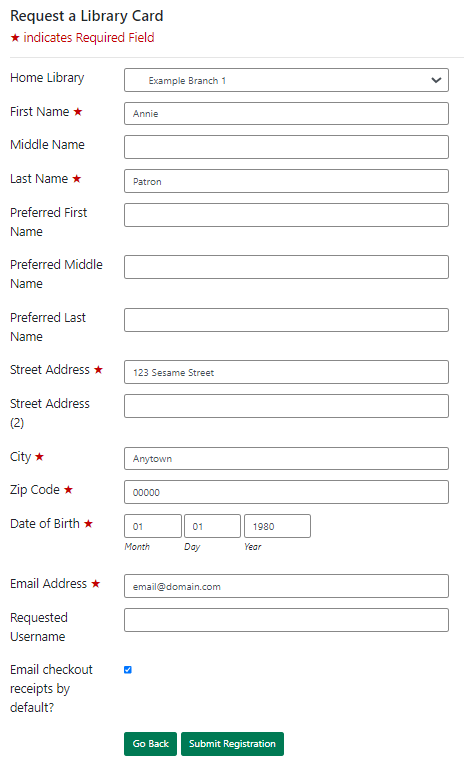 Request a Library Card
★ indicates Required Field
Home Library
Example Branch 1
First Name ★
Annie
Middle Name
Last Name ★
Patron
Preferred First
Name
Preferred Middle
Name
Preferred Last
Name
Street Address ★
123 Sesame Street
Street Address
(2)
City ★
Anytown
Zip Code ★
00000
Date of Birth ★
01 01 1980
Month Day Year
Email Address ★
email@domain.com
Requested
Username
Email checkout
receipts by
default?
Go Back Submit Registration